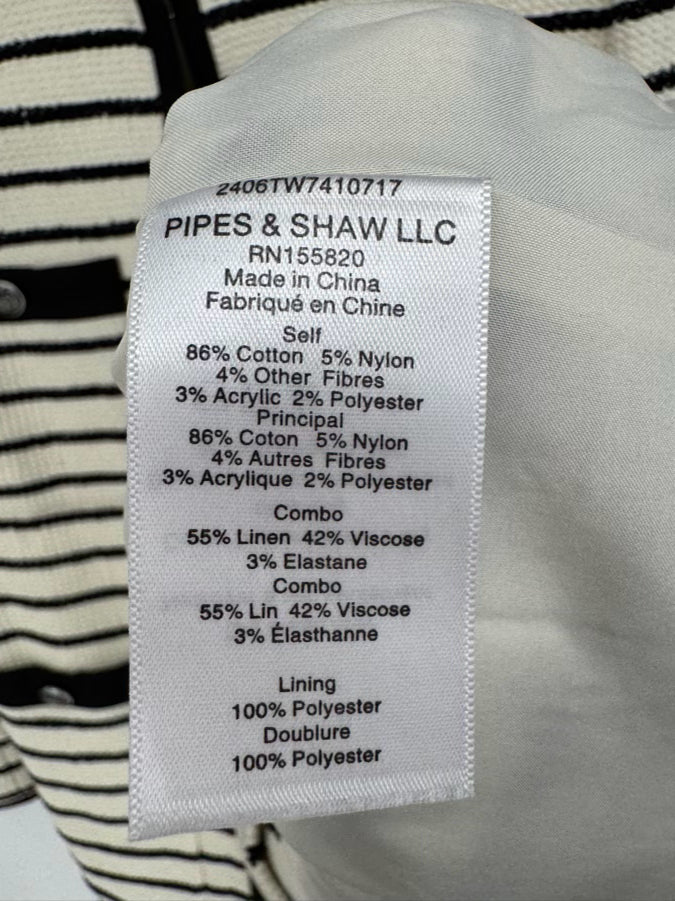 2406TW7410717
PIPES & SHAW LLC
RN155820
Made in China
Fabriqué en Chine
Self
86% Cotton 5% Nylon
4% Other Fibres
3% Acrylic 2% Polyester
Principal
86% Coton 5% Nylon
4% Autres Fibres
3% Acrylique 2% Polyester
Combo
55% Linen 42% Viscose
3% Elastane
Combo
55% Lin 42% Viscose
3% Élasthanne
Lining
100% Polyester
Doublure
100% Polyester